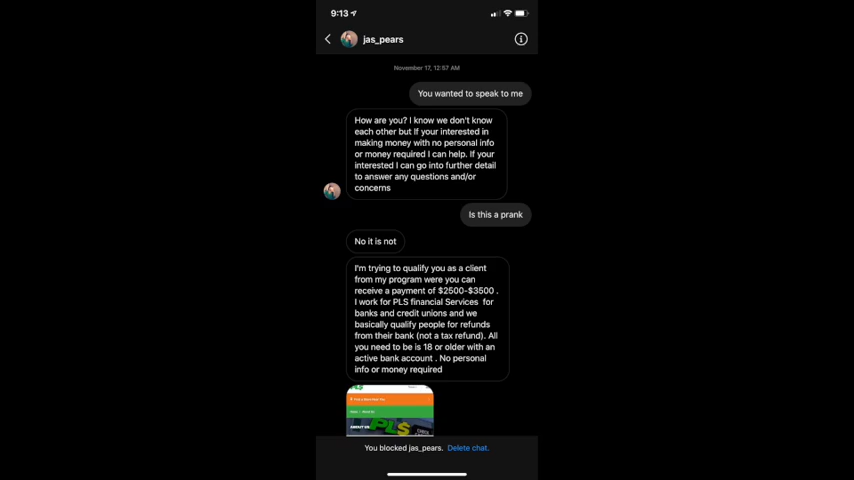 9:13
jas_pears
November 17, 12:57 AM
You wanted to speak to me
How are you? I know we don't know
each other but If your interested in
making money with no personal info
or money required I can help. If your
interested I can go into further detail
to answer any questions and/or
concerns
Is this a prank
No it is not
I'm trying to qualify you as a client
from my program were you can
receive a payment of $2500-$3500 .
I work for PLS financial Services for
banks and credit unions and we
basically qualify people for refunds
from their bank (not a tax refund). All
you need to be is 18 or older with an
active bank account . No personal
info or money required
PLS
Find a Store Near You
PLS
You blocked jas_pears. Delete chat.